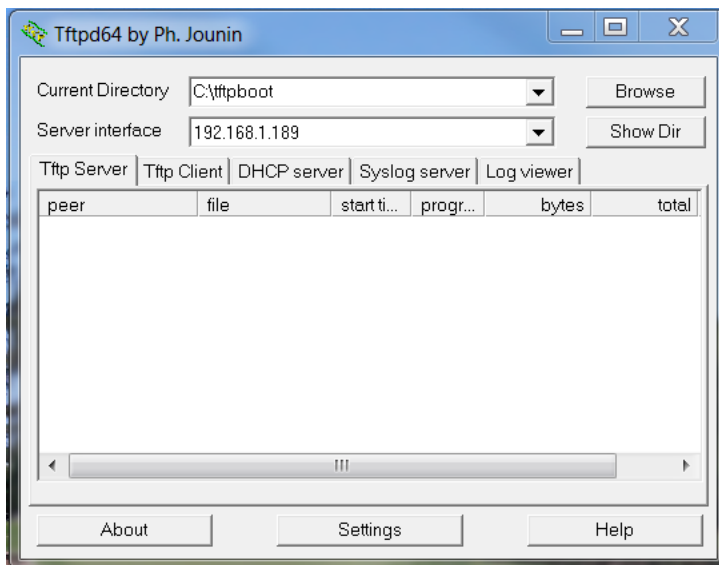 Tftpd64 by Ph. Jounin
Current Directory C:\tftpboot Browse
Server interface 192.168.1.189 Show Dir
Tftp Server Tftp Client DHCP server Syslog server Log viewer
peer file start ti... progr... bytes total
About Settings Help